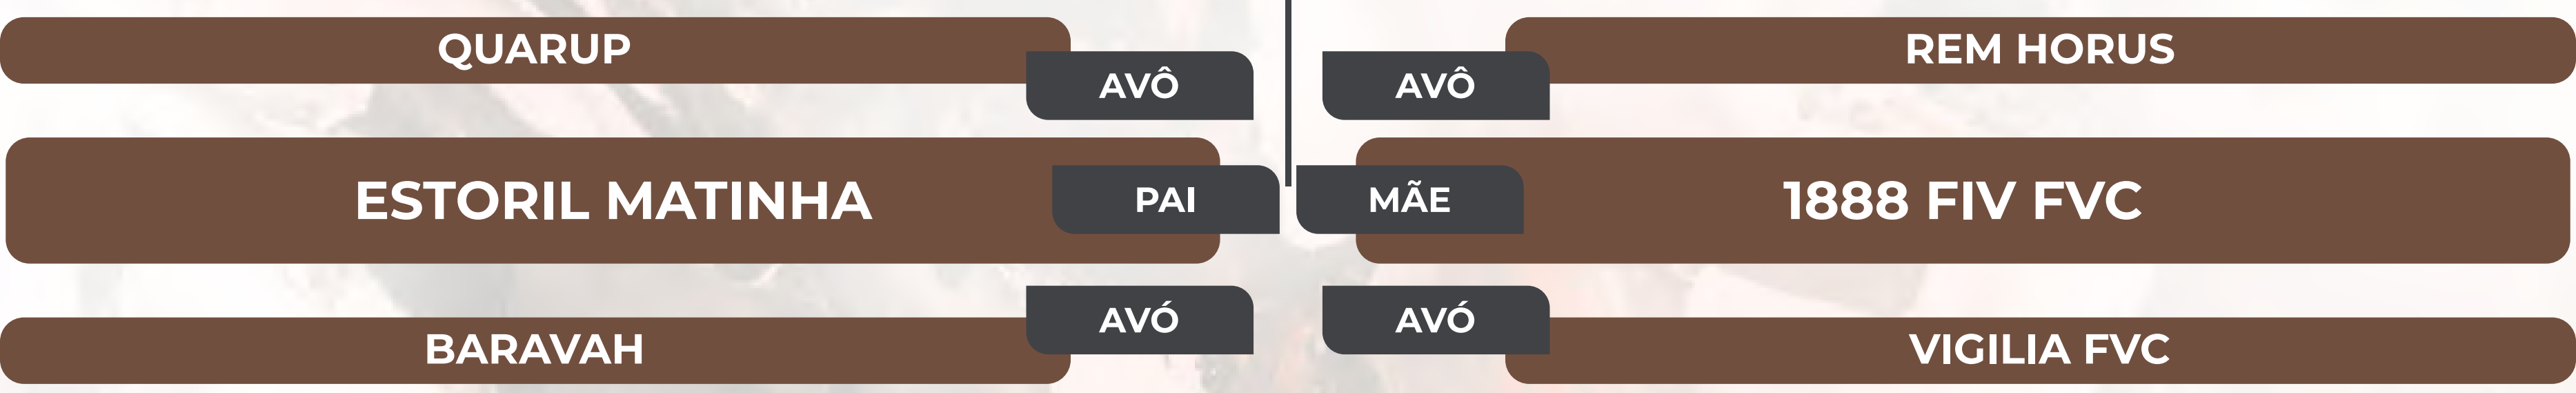 QUARUP
AVÔ
AVÔ
REM HORUS
ESTORIL MATINHA
PAI
MÃE
1888 FIV FVC
BARAVAH
AVÓ
AVÓ
VIGILIA FVC